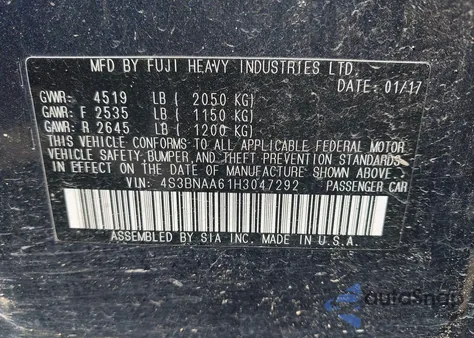 MFD BY FUJI HEAVY INDUSTRIES LTD.
DATE: 01/17
GVWR: 4519 LB ( 2050 KG)
GAWR: F 2535 LB ( 1150 KG)
GAWR: R 2645 LB ( 1200 KG)
THIS VEHICLE CONFORMS TO ALL APPLICABLE FEDERAL MOTOR
VEHICLE SAFETY, BUMPER, AND THEFT PREVENTION STANDARDS
IN EFFECT ON THE DATE OF MANUFACTURE SHOWN ABOVE.
VIN: 4S3BNAA61H3047292 PASSENGER CAR
ASSEMBLED BY SIA INC. MADE IN U.S.A.
autoSnap